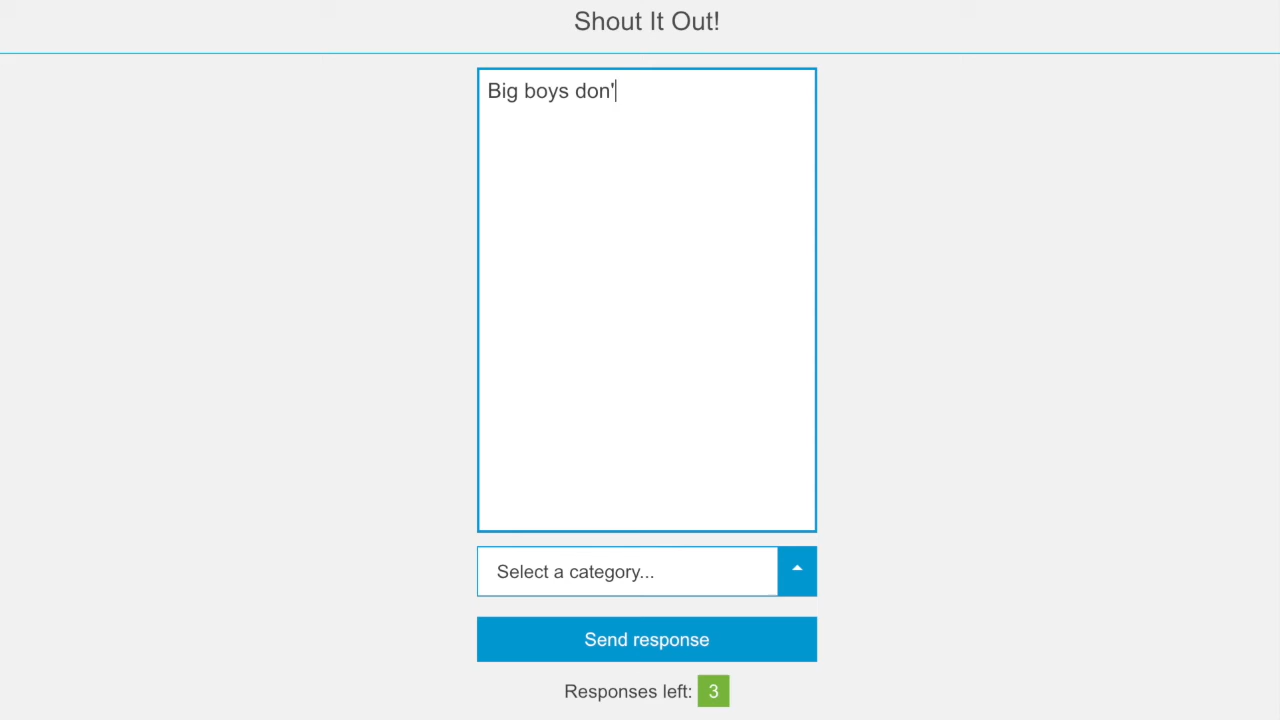 Shout It Out!
Big boys don'
Select a category...
Send response
Responses left: 3